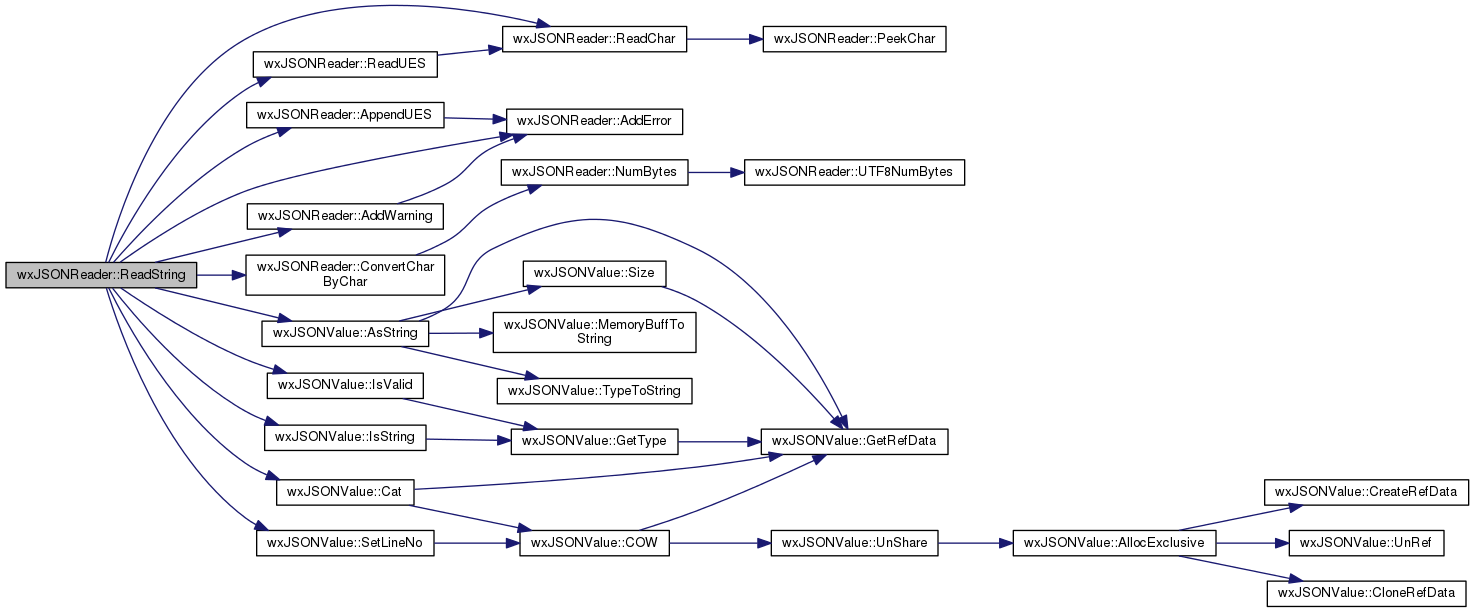 wxJSONReader::ReadString
wxJSONReader::ReadChar
wxJSONReader::PeekChar
wxJSONReader::ReadUES
wxJSONReader::AppendUES
wxJSONReader::AddError
wxJSONReader::NumBytes
wxJSONReader::UTF8NumBytes
wxJSONReader::AddWarning
wxJSONReader::ConvertChar
ByChar
wxJSONValue::Size
wxJSONValue::AsString
wxJSONValue::MemoryBuffTo
String
wxJSONValue::IsValid
wxJSONValue::TypeToString
wxJSONValue::IsString
wxJSONValue::GetType
wxJSONValue::GetRefData
wxJSONValue::Cat
wxJSONValue::SetLineNo
wxJSONValue::COW
wxJSONValue::UnShare
wxJSONValue::AllocExclusive
wxJSONValue::CreateRefData
wxJSONValue::UnRef
wxJSONValue::CloneRefData